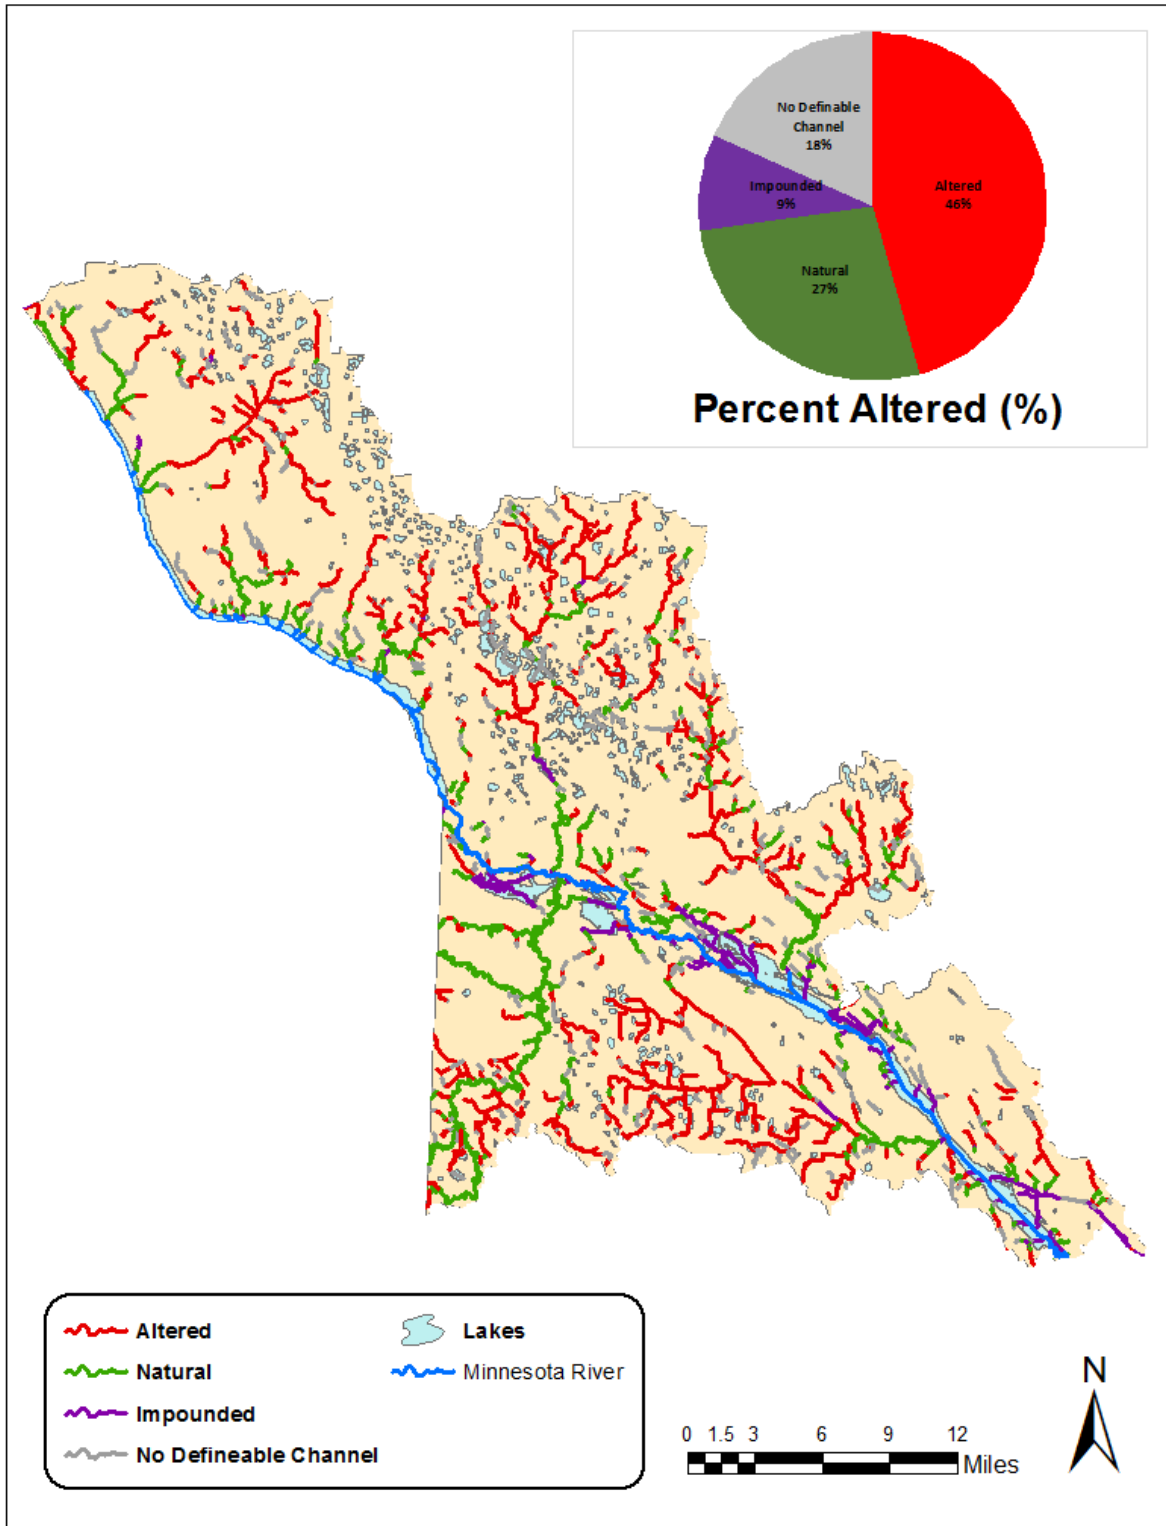 No Definable
Channel
18%
Impounded
9%
Altered
46%
Natural
27%
Percent Altered (%)
Altered
Natural
Impounded
No Defineable Channel
Lakes
Minnesota River
0 1.5 3 6 9 12
Miles
N